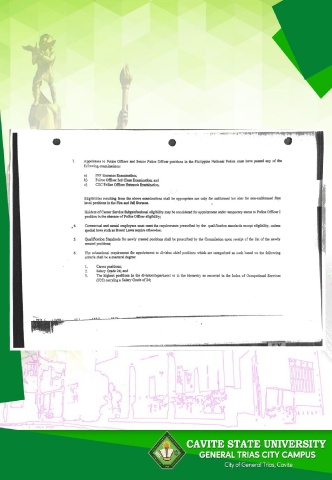 3. Appointees to Police Officer and Senior Police Officer positions in the Philippine National Police must have passed any of the
following examinations:
a) PNP Entrance Examination;
b) Police Officer 3rd Class Examination; and
c) CSC Police Officer Entrance Examination.
Eligibilities resulting from the above examinations shall be appropriate not only for uniformed but also for non-uniformed first
level positions in the Fire and Jail Bureaus.
Holders of Career Service Subprofessional eligibility may be considered for appointment under temporary status to Police Officer I
position in the absence of Police Officer eligibility;
4. Contractual and casual employees must meet the requirements prescribed by the qualification standards except eligibility, unless
special laws such as Board Laws require otherwise;
5. Qualification Standards for newly created positions shall be prescribed by the Commission upon receipt of the list of the newly
created positions;
6. The educational requirement for appointment to division chief positions which are categorized as such based on the following
criteria shall be a masteral degree:
1. Career positions;
2. Salary Grade 24; and
3. The highest position in the division/department or in the hierarchy as reflected in the Index of Occupational Services
(IOS) carrying a Salary Grade of 24;
CAVITE STATE UNIVERSITY
GENERAL TRIAS CITY CAMPUS
City of General Trias, Cavite